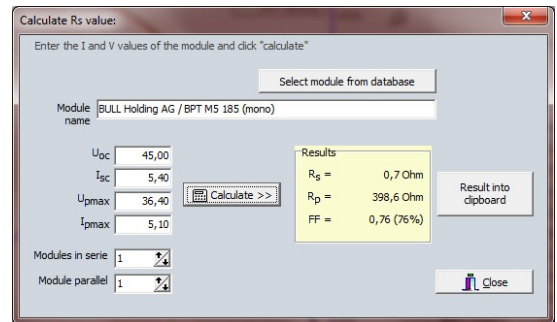 Calculate Rs value:
Enter the I and V values of the module and click "calculate"
Select module from database
Module name BULL Holding AG / BPT M5 185 (mono)
Uoc 45,00
Isc 5,40
Upmax 36,40
Ipmax 5,10
Calculate >>
Results
Rs = 0,7 Ohm
Rp = 398,6 Ohm
FF = 0,76 (76%)
Result into
clipboard
Modules in serie 1
Module parallel 1
Close